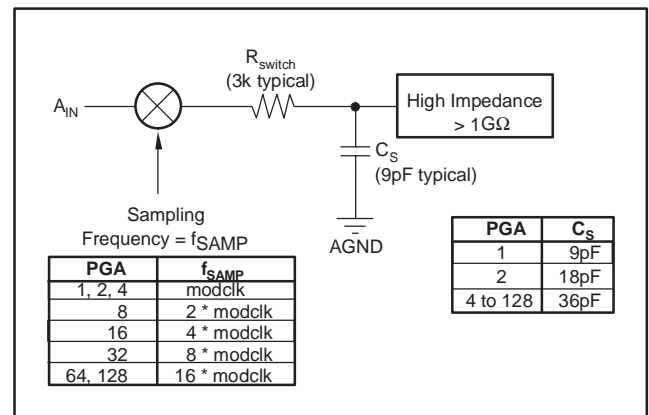 R_switch
(3k typical)
A_IN
High Impedance
> 1GΩ
C_S
(9pF typical)
AGND
Sampling
Frequency = f_SAMP
PGA f_SAMP
1, 2, 4 modclk
8 2 * modclk
16 4 * modclk
32 8 * modclk
64, 128 16 * modclk
PGA C_S
1 9pF
2 18pF
4 to 128 36pF